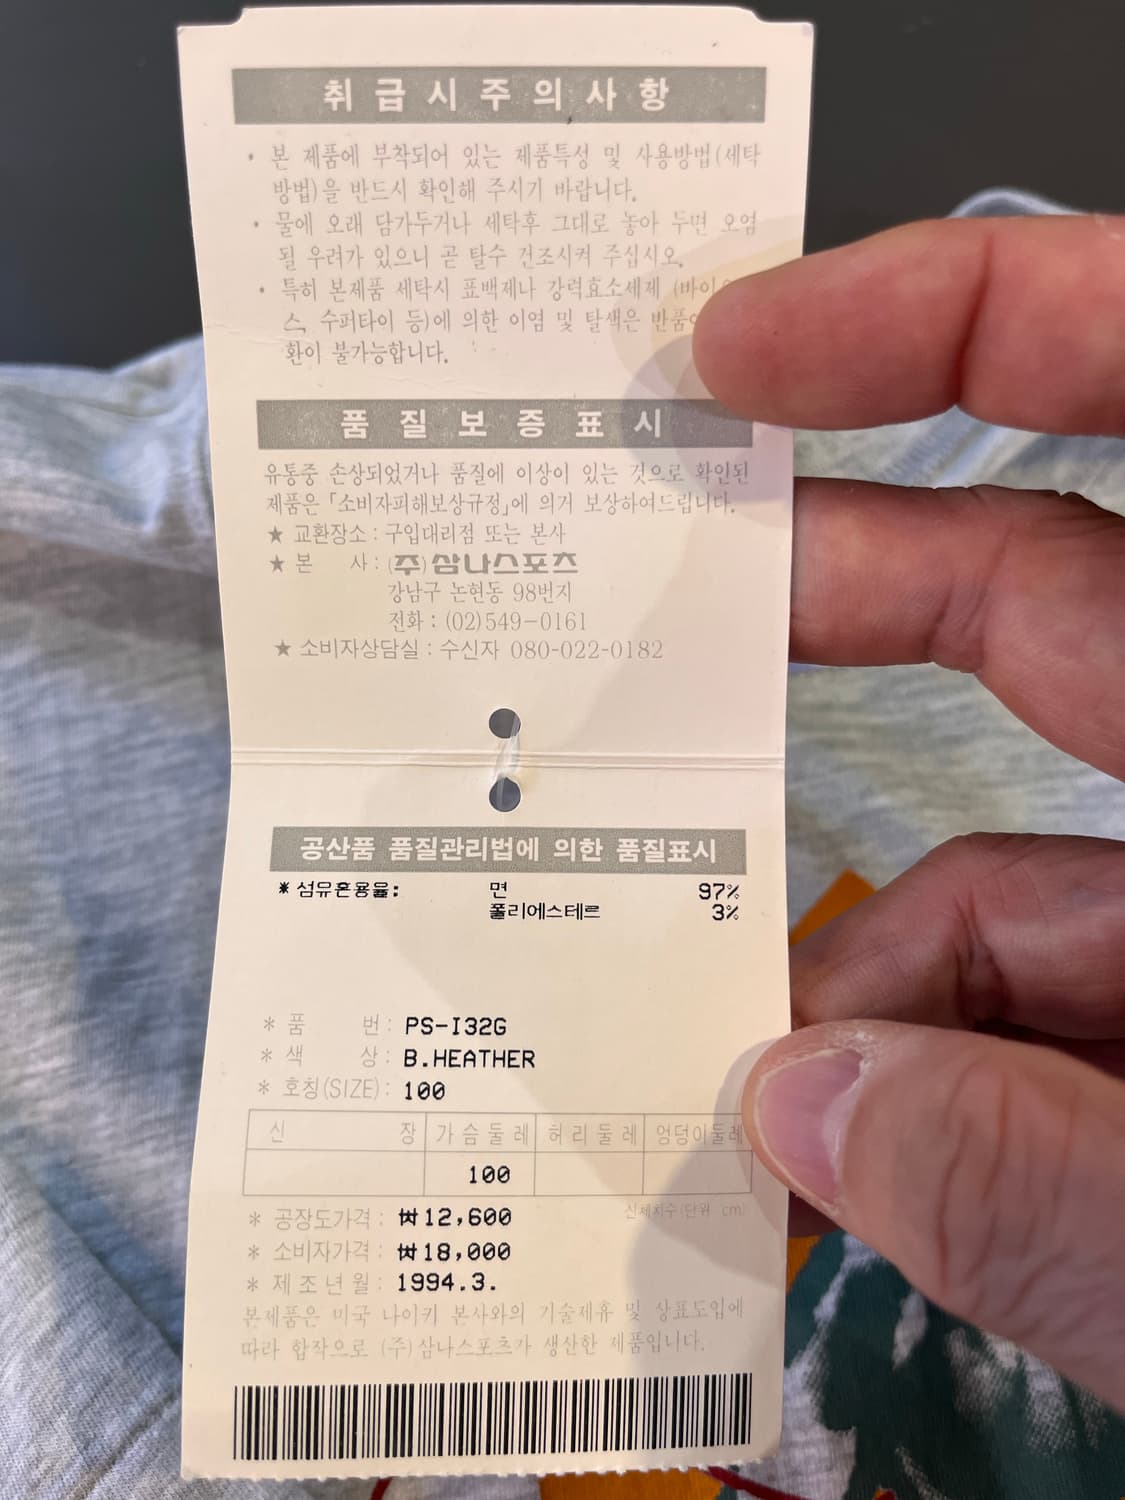 취급시주의사항
• 본 제품에 부착되어 있는 제품특성 및 사용방법(세탁
방법)을 반드시 확인해 주시기 바랍니다.
• 물에 오래 담가두거나 세탁후 그대로 놓아 두면 오염
될 우려가 있으니 곧 탈수 건조시켜 주십시오.
• 특히 본제품 세탁시 표백제나 강력효소세제
스, 수퍼타이 등)에 의한 이염 및 탈색은
환이 불가능합니다.
품질보증표시
유통중 손상되었거나 품질에 이상이 있는 것으로 확인된
제품은 「소비자피해보상규정」에 의거 보상하여드립니다.
★ 교환장소 : 구입대리점 또는 본사
★ 본 사 : (주)삼나스포츠
강남구 논현동 98번지
전화 : (02)549-0161
★ 소비자상담실 : 수신자 080-022-0182
공산품 품질관리법에 의한 품질표시
* 섬유혼용율: 면 97%
폴리에스테르 3%
* 품 번 : PS-I32G
* 색 상 : B.HEATHER
* 호칭(SIZE) : 100
신 장 가슴둘레 허리둘레 엉덩이둘레
100
신체치수(단위 cm)
* 공장도가격 : ₩12,600
* 소비자가격 : ₩18,000
* 제조년월 : 1994.3.
본제품은 미국 나이키 본사와의 기술제휴 및 상표도입에
따라 합작으로 (주)삼나스포츠가 생산한 제품입니다.